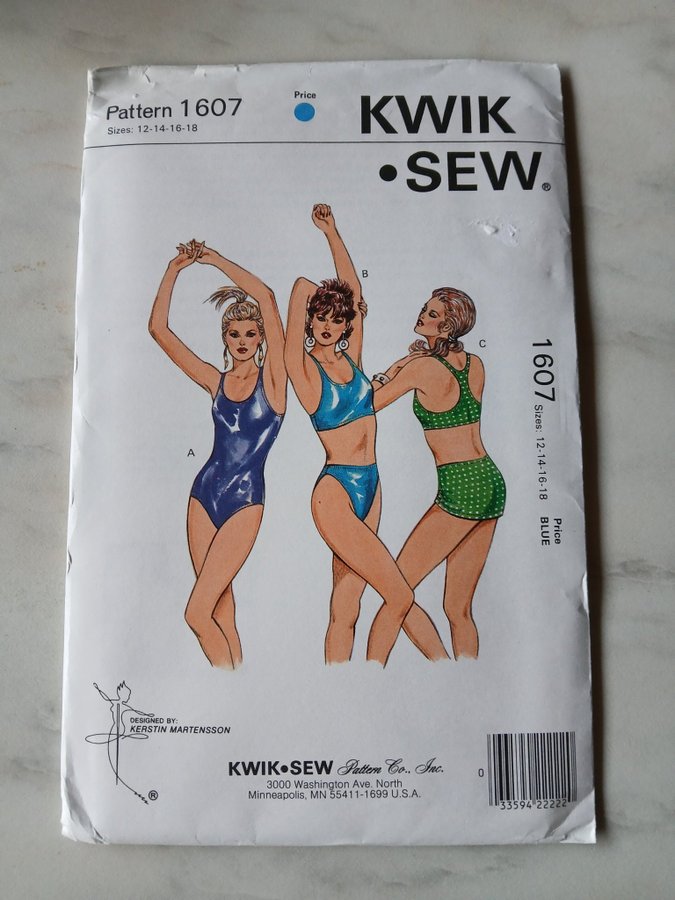 Pattern 1607
Sizes: 12-14-16-18
Price
KWIK
•SEW®
A
B
C
1607 Sizes: 12-14-16-18
Price
BLUE
DESIGNED BY:
KERSTIN MARTENSSON
®
KWIK•SEW Pattern Co., Inc.
3000 Washington Ave. North
Minneapolis, MN 55411-1699 U.S.A.
0 33594 22222